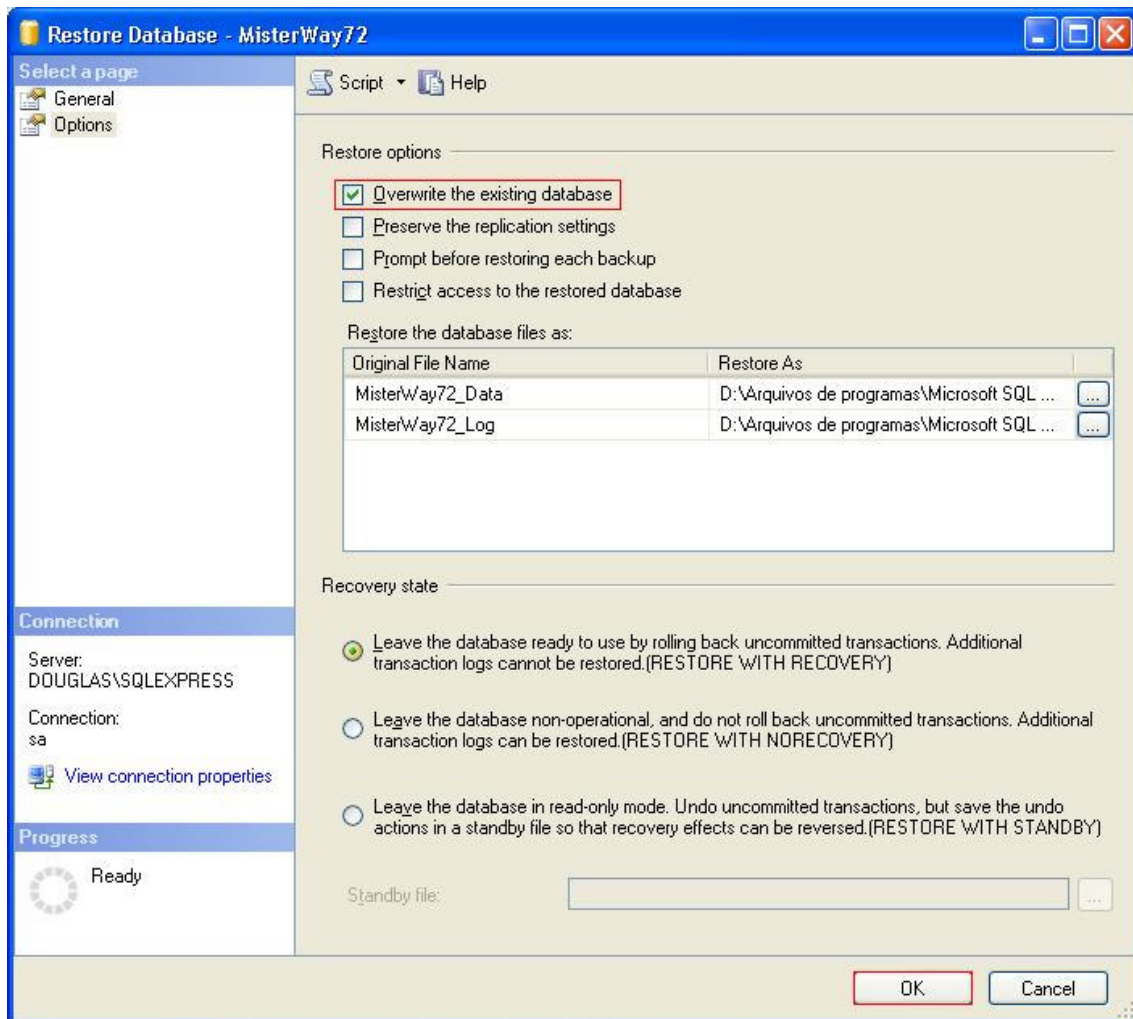 Restore Database - MisterWay72
Select a page
General
Options
Script
Help
Restore options
Overwrite the existing database
Preserve the replication settings
Prompt before restoring each backup
Restrict access to the restored database
Restore the database files as:
Original File Name Restore As
MisterWay72_Data D:\Arquivos de programas\Microsoft SQL ... ...
MisterWay72_Log D:\Arquivos de programas\Microsoft SQL ... ...
Recovery state
Leave the database ready to use by rolling back uncommitted transactions. Additional
transaction logs cannot be restored.(RESTORE WITH RECOVERY)
Leave the database non-operational, and do not roll back uncommitted transactions. Additional
transaction logs can be restored.(RESTORE WITH NORECOVERY)
Leave the database in read-only mode. Undo uncommitted transactions, but save the undo
actions in a standby file so that recovery effects can be reversed.(RESTORE WITH STANDBY)
Standby file: ...
Connection
Server:
DOUGLAS\SQLEXPRESS
Connection:
sa
View connection properties
Progress
Ready
OK Cancel